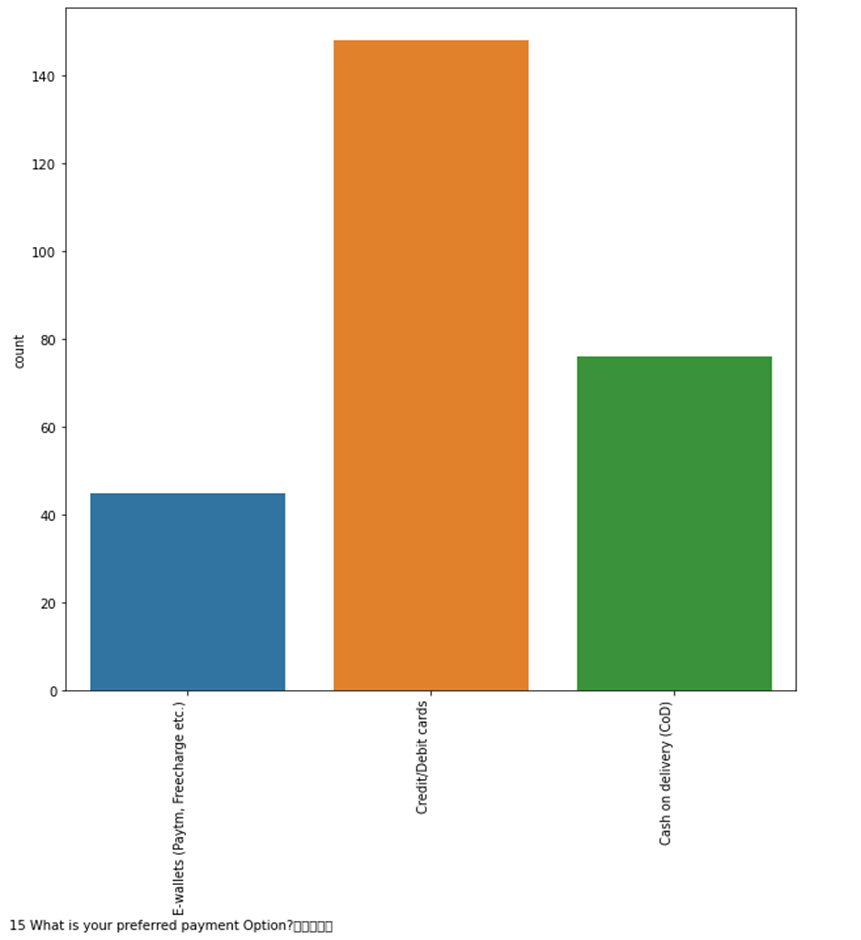 140
120
100
80
60
40
20
0
count
E-wallets (Paytm, Freecharge etc.)
Credit/Debit cards
Cash on delivery (CoD)
15 What is your preferred payment Option?□□□□□